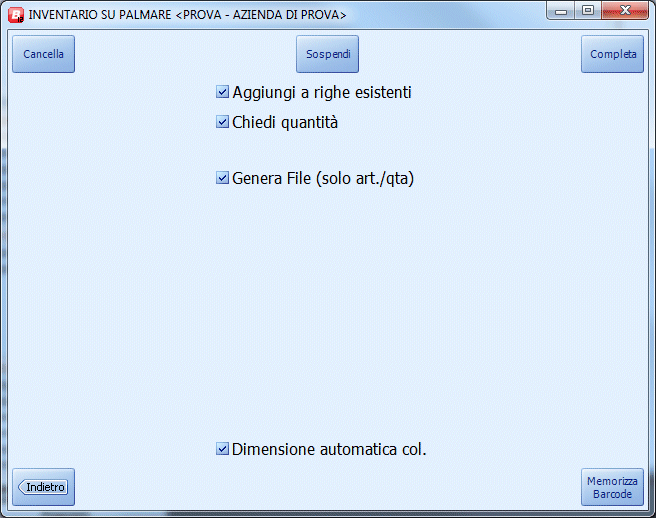 INVENTARIO SU PALMARE <PROVA - AZIENDA DI PROVA>
Cancella
Sospendi
Completa
Aggiungi a righe esistenti
Chiedi quantità
Genera File (solo art./qta)
Dimensione automatica col.
Indietro
Memorizza
Barcode